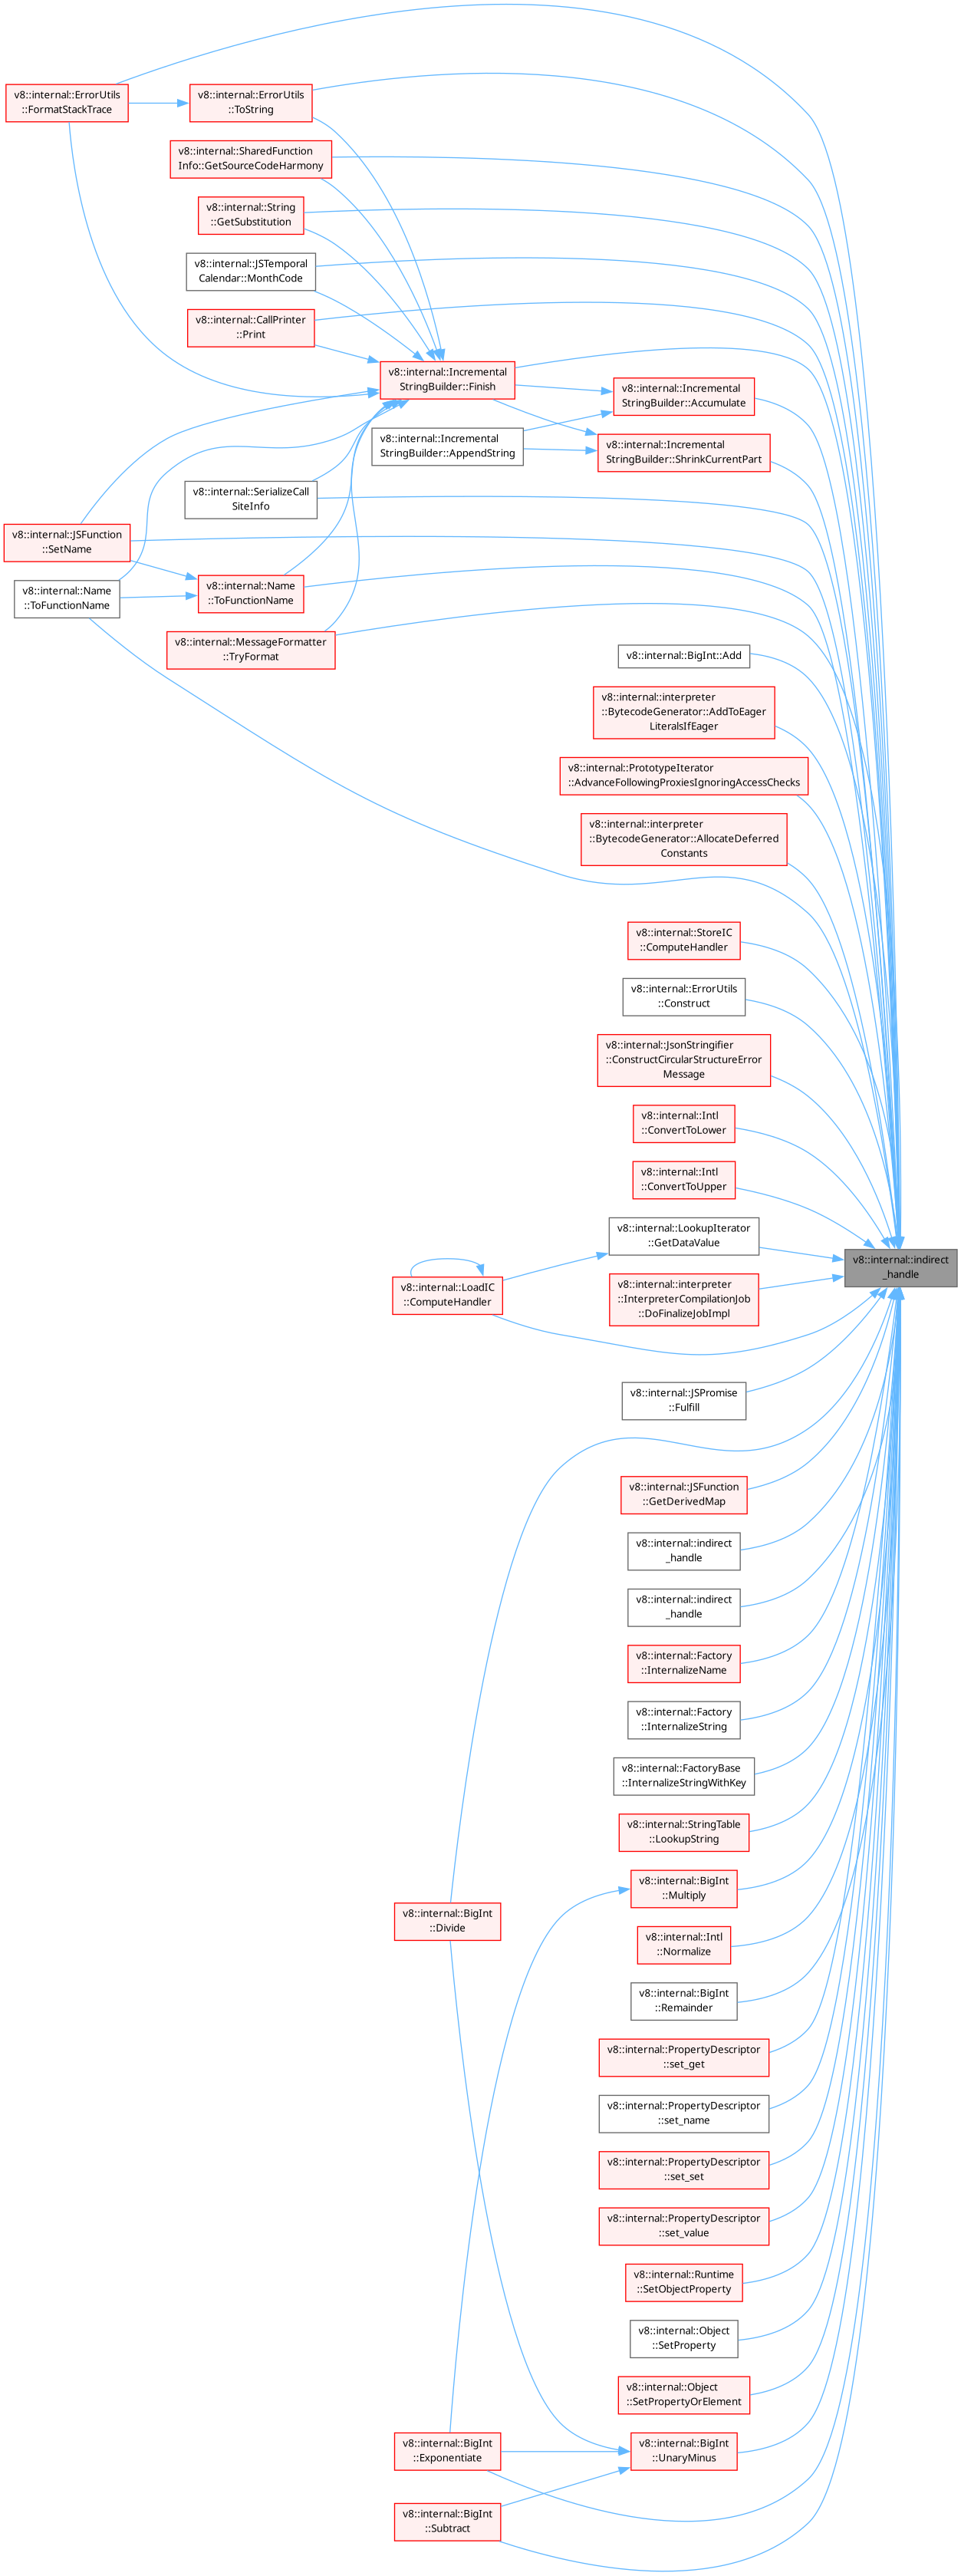 v8::internal::ErrorUtils
::FormatStackTrace
v8::internal::ErrorUtils
::ToString
v8::internal::SharedFunction
Info::GetSourceCodeHarmony
v8::internal::String
::GetSubstitution
v8::internal::JSTemporal
Calendar::MonthCode
v8::internal::CallPrinter
::Print
v8::internal::Incremental
StringBuilder::Finish
v8::internal::Incremental
StringBuilder::Accumulate
v8::internal::Incremental
StringBuilder::AppendString
v8::internal::Incremental
StringBuilder::ShrinkCurrentPart
v8::internal::SerializeCall
SiteInfo
v8::internal::JSFunction
::SetName
v8::internal::Name
::ToFunctionName
v8::internal::Name
::ToFunctionName
v8::internal::MessageFormatter
::TryFormat
v8::internal::BigInt::Add
v8::internal::interpreter
::BytecodeGenerator::AddToEager
LiteralsIfEager
v8::internal::PrototypeIterator
::AdvanceFollowingProxiesIgnoringAccessChecks
v8::internal::interpreter
::BytecodeGenerator::AllocateDeferred
Constants
v8::internal::StoreIC
::ComputeHandler
v8::internal::ErrorUtils
::Construct
v8::internal::JsonStringifier
::ConstructCircularStructureError
Message
v8::internal::Intl
::ConvertToLower
v8::internal::Intl
::ConvertToUpper
v8::internal::LookupIterator
::GetDataValue
v8::internal::indirect
_handle
v8::internal::LoadIC
::ComputeHandler
v8::internal::interpreter
::InterpreterCompilationJob
::DoFinalizeJobImpl
v8::internal::JSPromise
::Fulfill
v8::internal::JSFunction
::GetDerivedMap
v8::internal::indirect
_handle
v8::internal::indirect
_handle
v8::internal::Factory
::InternalizeName
v8::internal::Factory
::InternalizeString
v8::internal::FactoryBase
::InternalizeStringWithKey
v8::internal::StringTable
::LookupString
v8::internal::BigInt
::Multiply
v8::internal::BigInt
::Divide
v8::internal::Intl
::Normalize
v8::internal::BigInt
::Remainder
v8::internal::PropertyDescriptor
::set_get
v8::internal::PropertyDescriptor
::set_name
v8::internal::PropertyDescriptor
::set_set
v8::internal::PropertyDescriptor
::set_value
v8::internal::Runtime
::SetObjectProperty
v8::internal::Object
::SetProperty
v8::internal::Object
::SetPropertyOrElement
v8::internal::BigInt
::Exponentiate
v8::internal::BigInt
::UnaryMinus
v8::internal::BigInt
::Subtract